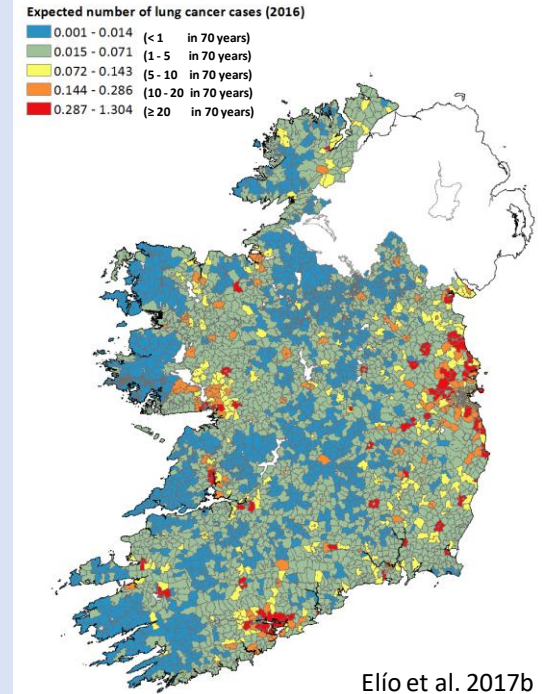 Expected number of lung cancer cases (2016)
0.001 - 0.014 (< 1 in 70 years)
0.015 - 0.071 (1 - 5 in 70 years)
0.072 - 0.143 (5 - 10 in 70 years)
0.144 - 0.286 (10 - 20 in 70 years)
0.287 - 1.304 (≥ 20 in 70 years)
Elío et al. 2017b